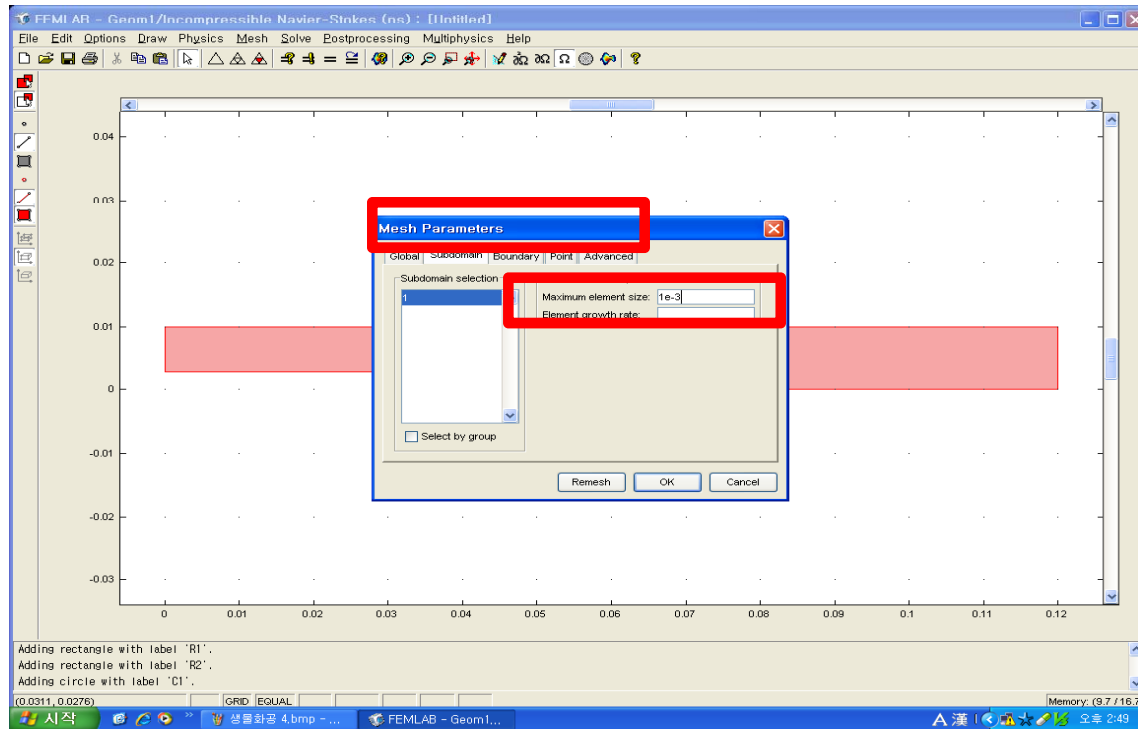 FEMLAB - Geom1/Incompressible Navier-Stokes (ns) : [Untitled]
File Edit Options Draw Physics Mesh Solve Postprocessing Multiphysics Help
0.04
0.03
0.02
0.01
0
-0.01
-0.02
-0.03
Mesh Parameters
Global Subdomain Boundary Point Advanced
Subdomain selection
1
Maximum element size: 1e-3
Element growth rate:
Select by group
Remesh OK Cancel
0 0.01 0.02 0.03 0.04 0.05 0.06 0.07 0.08 0.09 0.1 0.11 0.12
Adding rectangle with label 'R1'.
Adding rectangle with label 'R2'.
Adding circle with label 'C1'.
(0.0311, 0.0276) GRID EQUAL Memory: (9.7 / 16.7
시작 생물화공 4.bmp - ... FEMLAB - Geom1... A 漢 오후 2:49